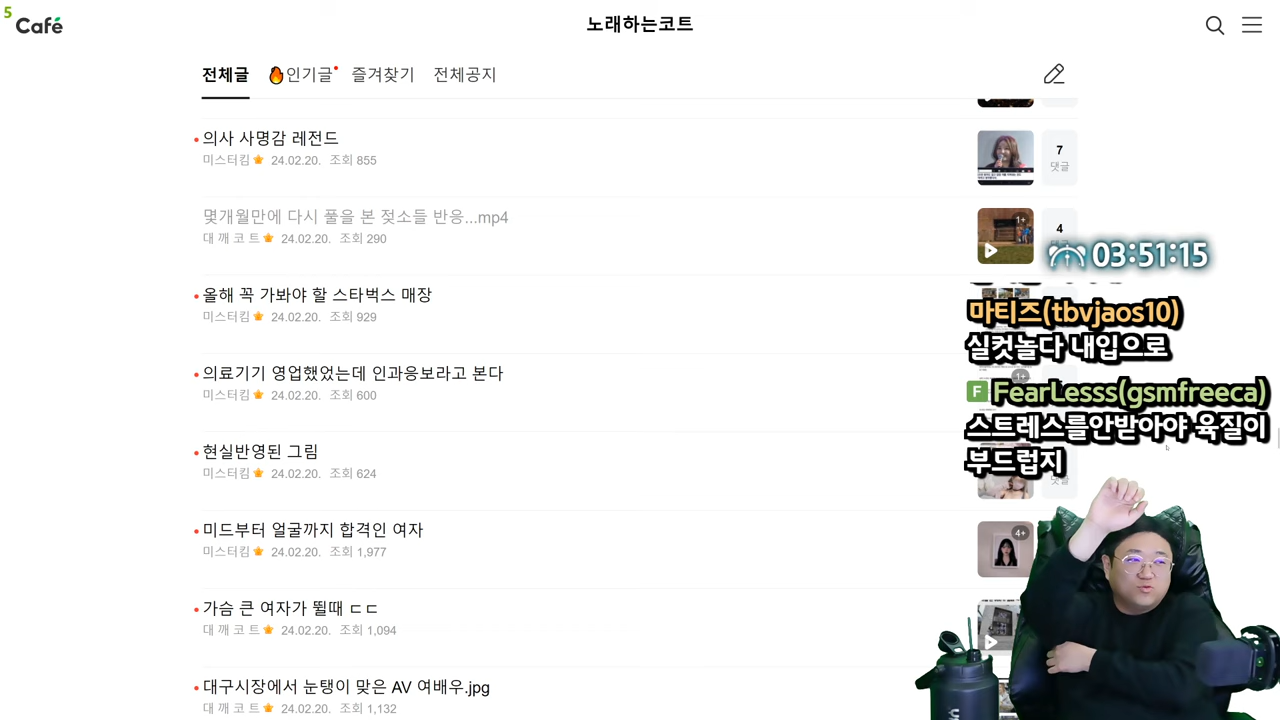 5
Café
노래하는코트
전체글 🔥인기글 즐겨찾기 전체공지
의사 사명감 레전드
미스터킴 24.02.20. 조회 855
7
댓글
몇개월만에 다시 풀을 본 젖소들 반응...mp4
대 깨 코 트 24.02.20. 조회 290
1+
4
03:51:15
올해 꼭 가봐야 할 스타벅스 매장
미스터킴 24.02.20. 조회 929
마티즈(tbvjaos10)
실컷놀다 내입으로
의료기기 영업했었는데 인과응보라고 본다
미스터킴 24.02.20. 조회 600
F FearLesss(gsmfreeca)
스트레스를안받아야 육질이
부드럽지
현실반영된 그림
미스터킴 24.02.20. 조회 624
댓글
미드부터 얼굴까지 합격인 여자
미스터킴 24.02.20. 조회 1,977
4+
가슴 큰 여자가 뛸때 ㄷㄷ
대 깨 코 트 24.02.20. 조회 1,094
대구시장에서 눈탱이 맞은 AV 여배우.jpg
대 깨 코 트 24.02.20. 조회 1,132